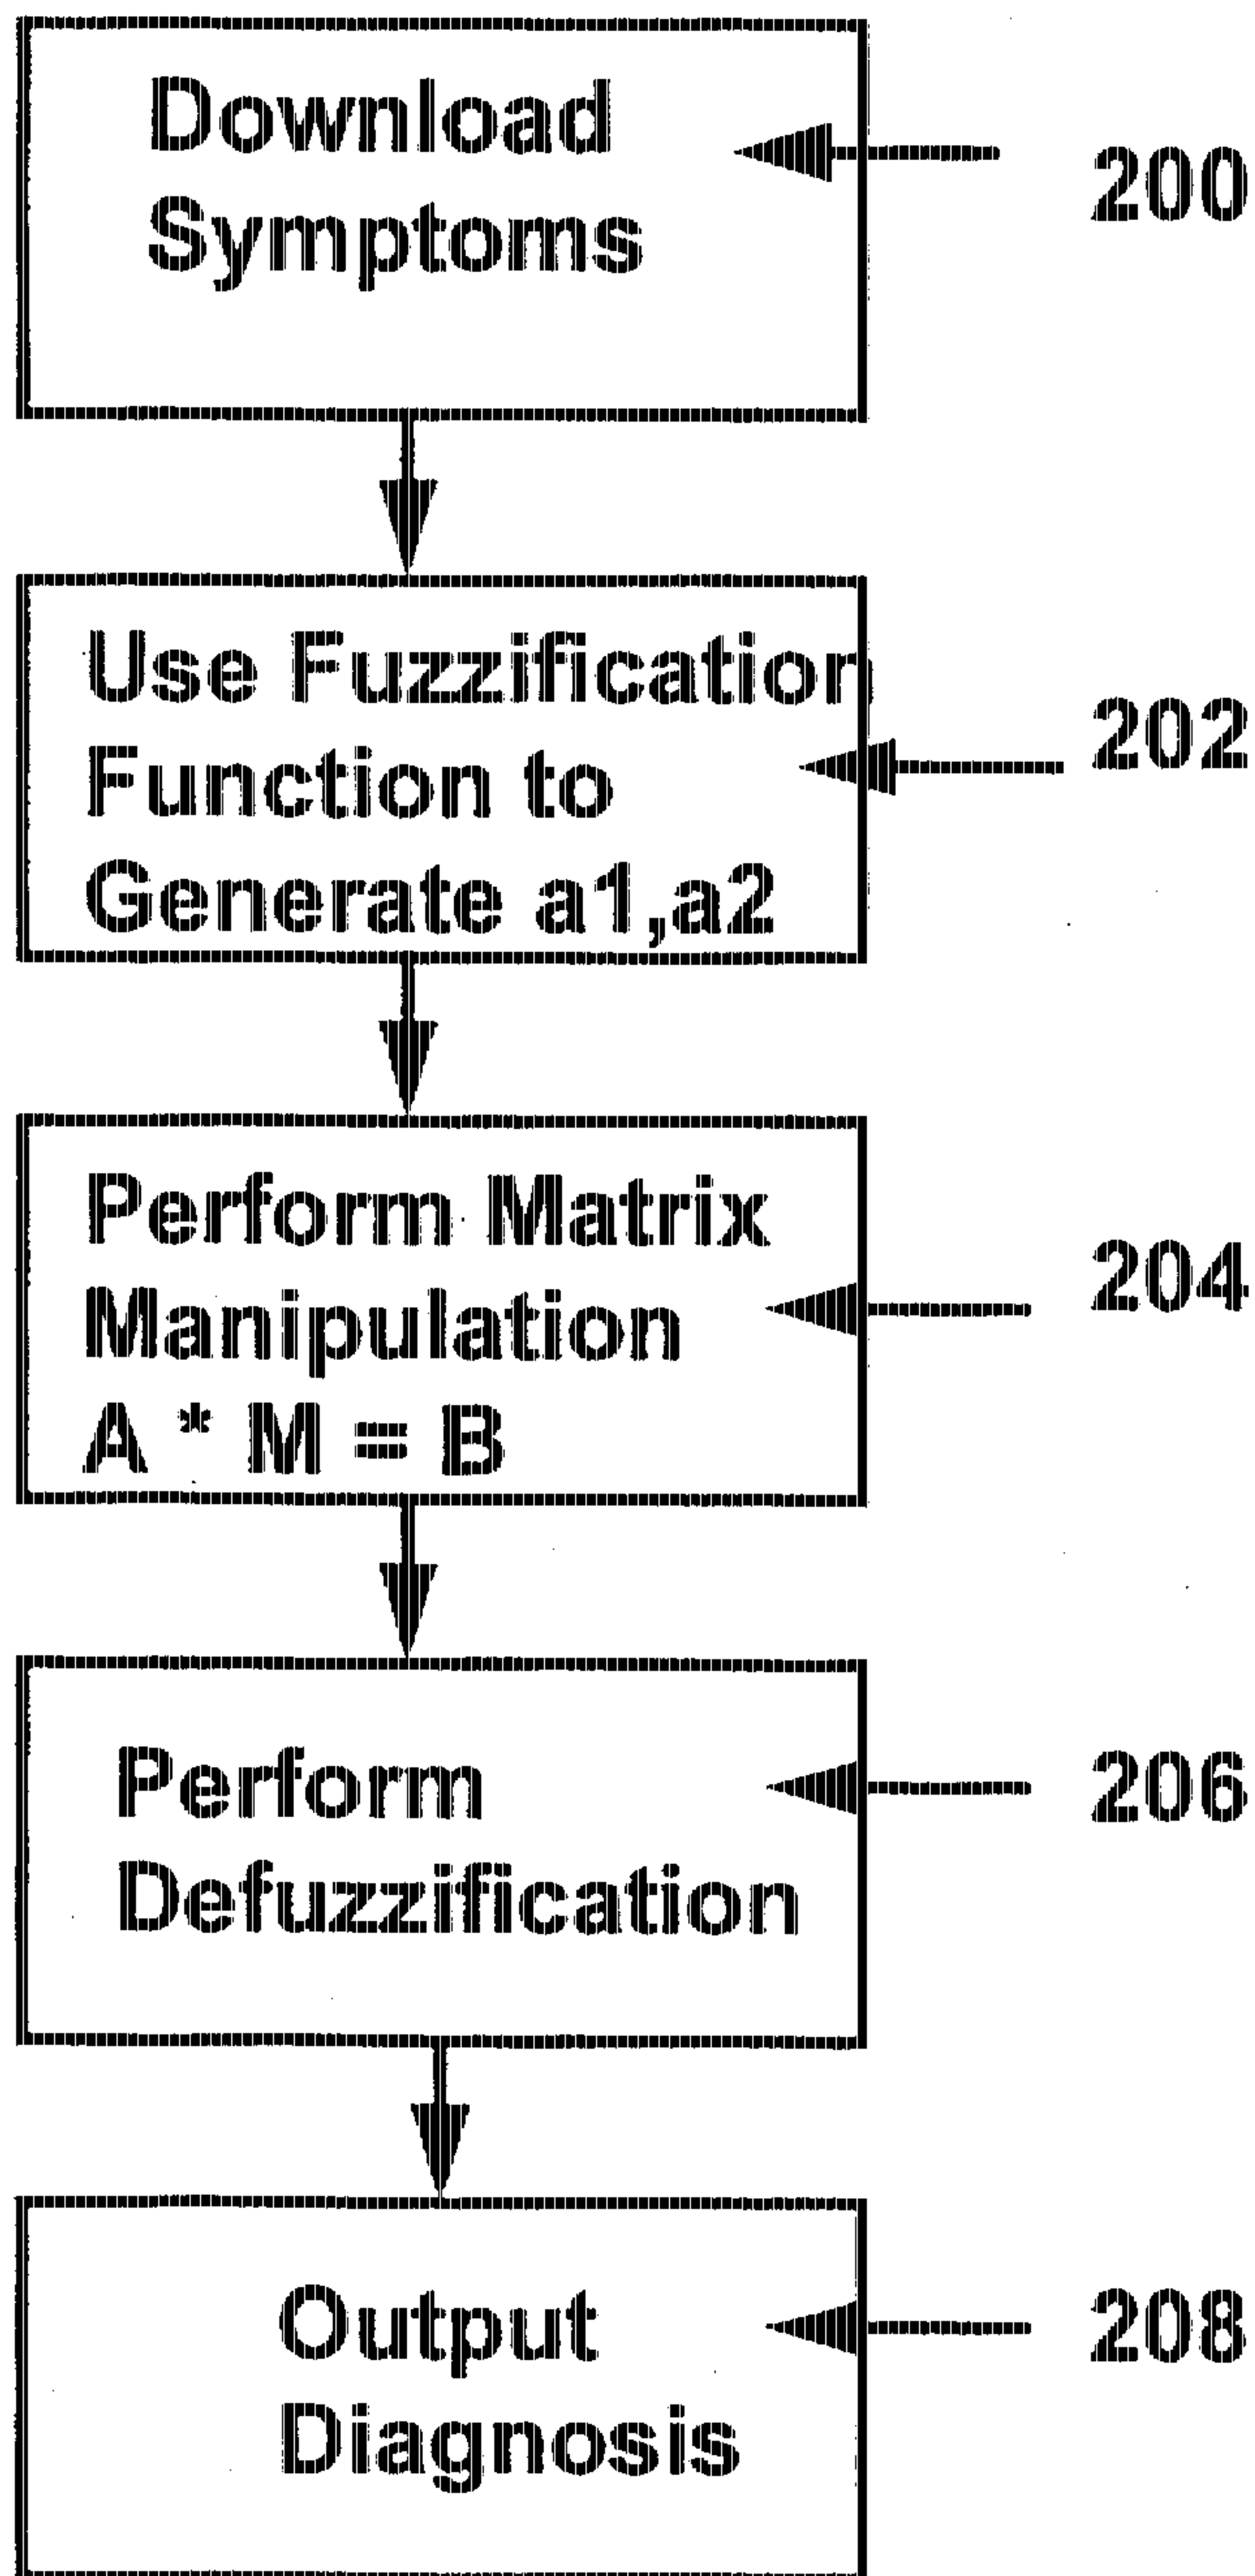 Download
Symptoms
200
Use Fuzzification
Function to
Generate a1,a2
202
Perform Matrix
Manipulation
A * M = B
204
Perform
Defuzzification
206
Output
Diagnosis
208